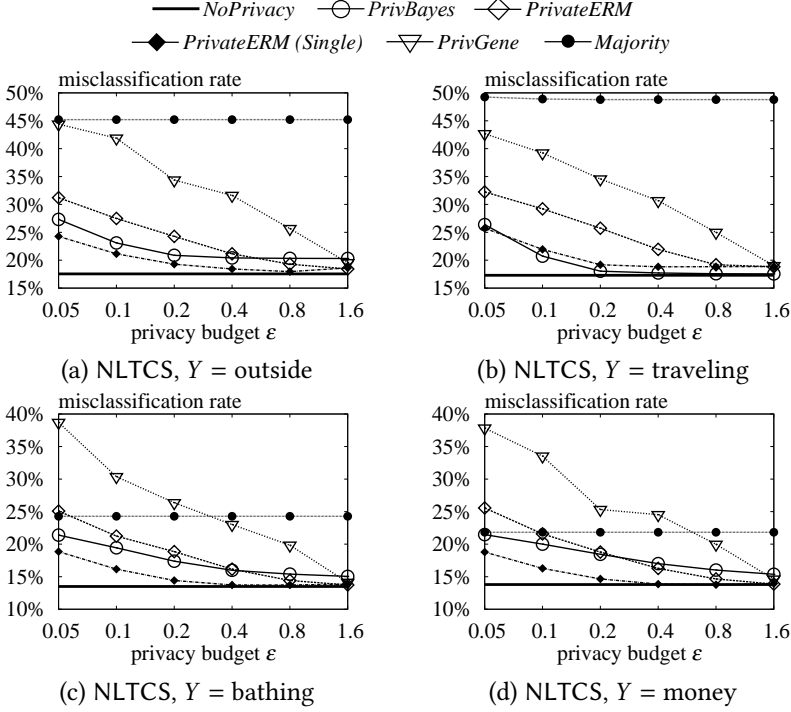 NoPrivacy PrivBayes PrivateERM
PrivateERM (Single) PrivGene Majority
misclassification rate
50%
45%
40%
35%
30%
25%
20%
15%
0.05 0.1 0.2 0.4 0.8 1.6
privacy budget ε
(a) NLTCS, Y = outside
misclassification rate
50%
45%
40%
35%
30%
25%
20%
15%
0.05 0.1 0.2 0.4 0.8 1.6
privacy budget ε
(b) NLTCS, Y = traveling
misclassification rate
40%
35%
30%
25%
20%
15%
10%
0.05 0.1 0.2 0.4 0.8 1.6
privacy budget ε
(c) NLTCS, Y = bathing
misclassification rate
40%
35%
30%
25%
20%
15%
10%
0.05 0.1 0.2 0.4 0.8 1.6
privacy budget ε
(d) NLTCS, Y = money